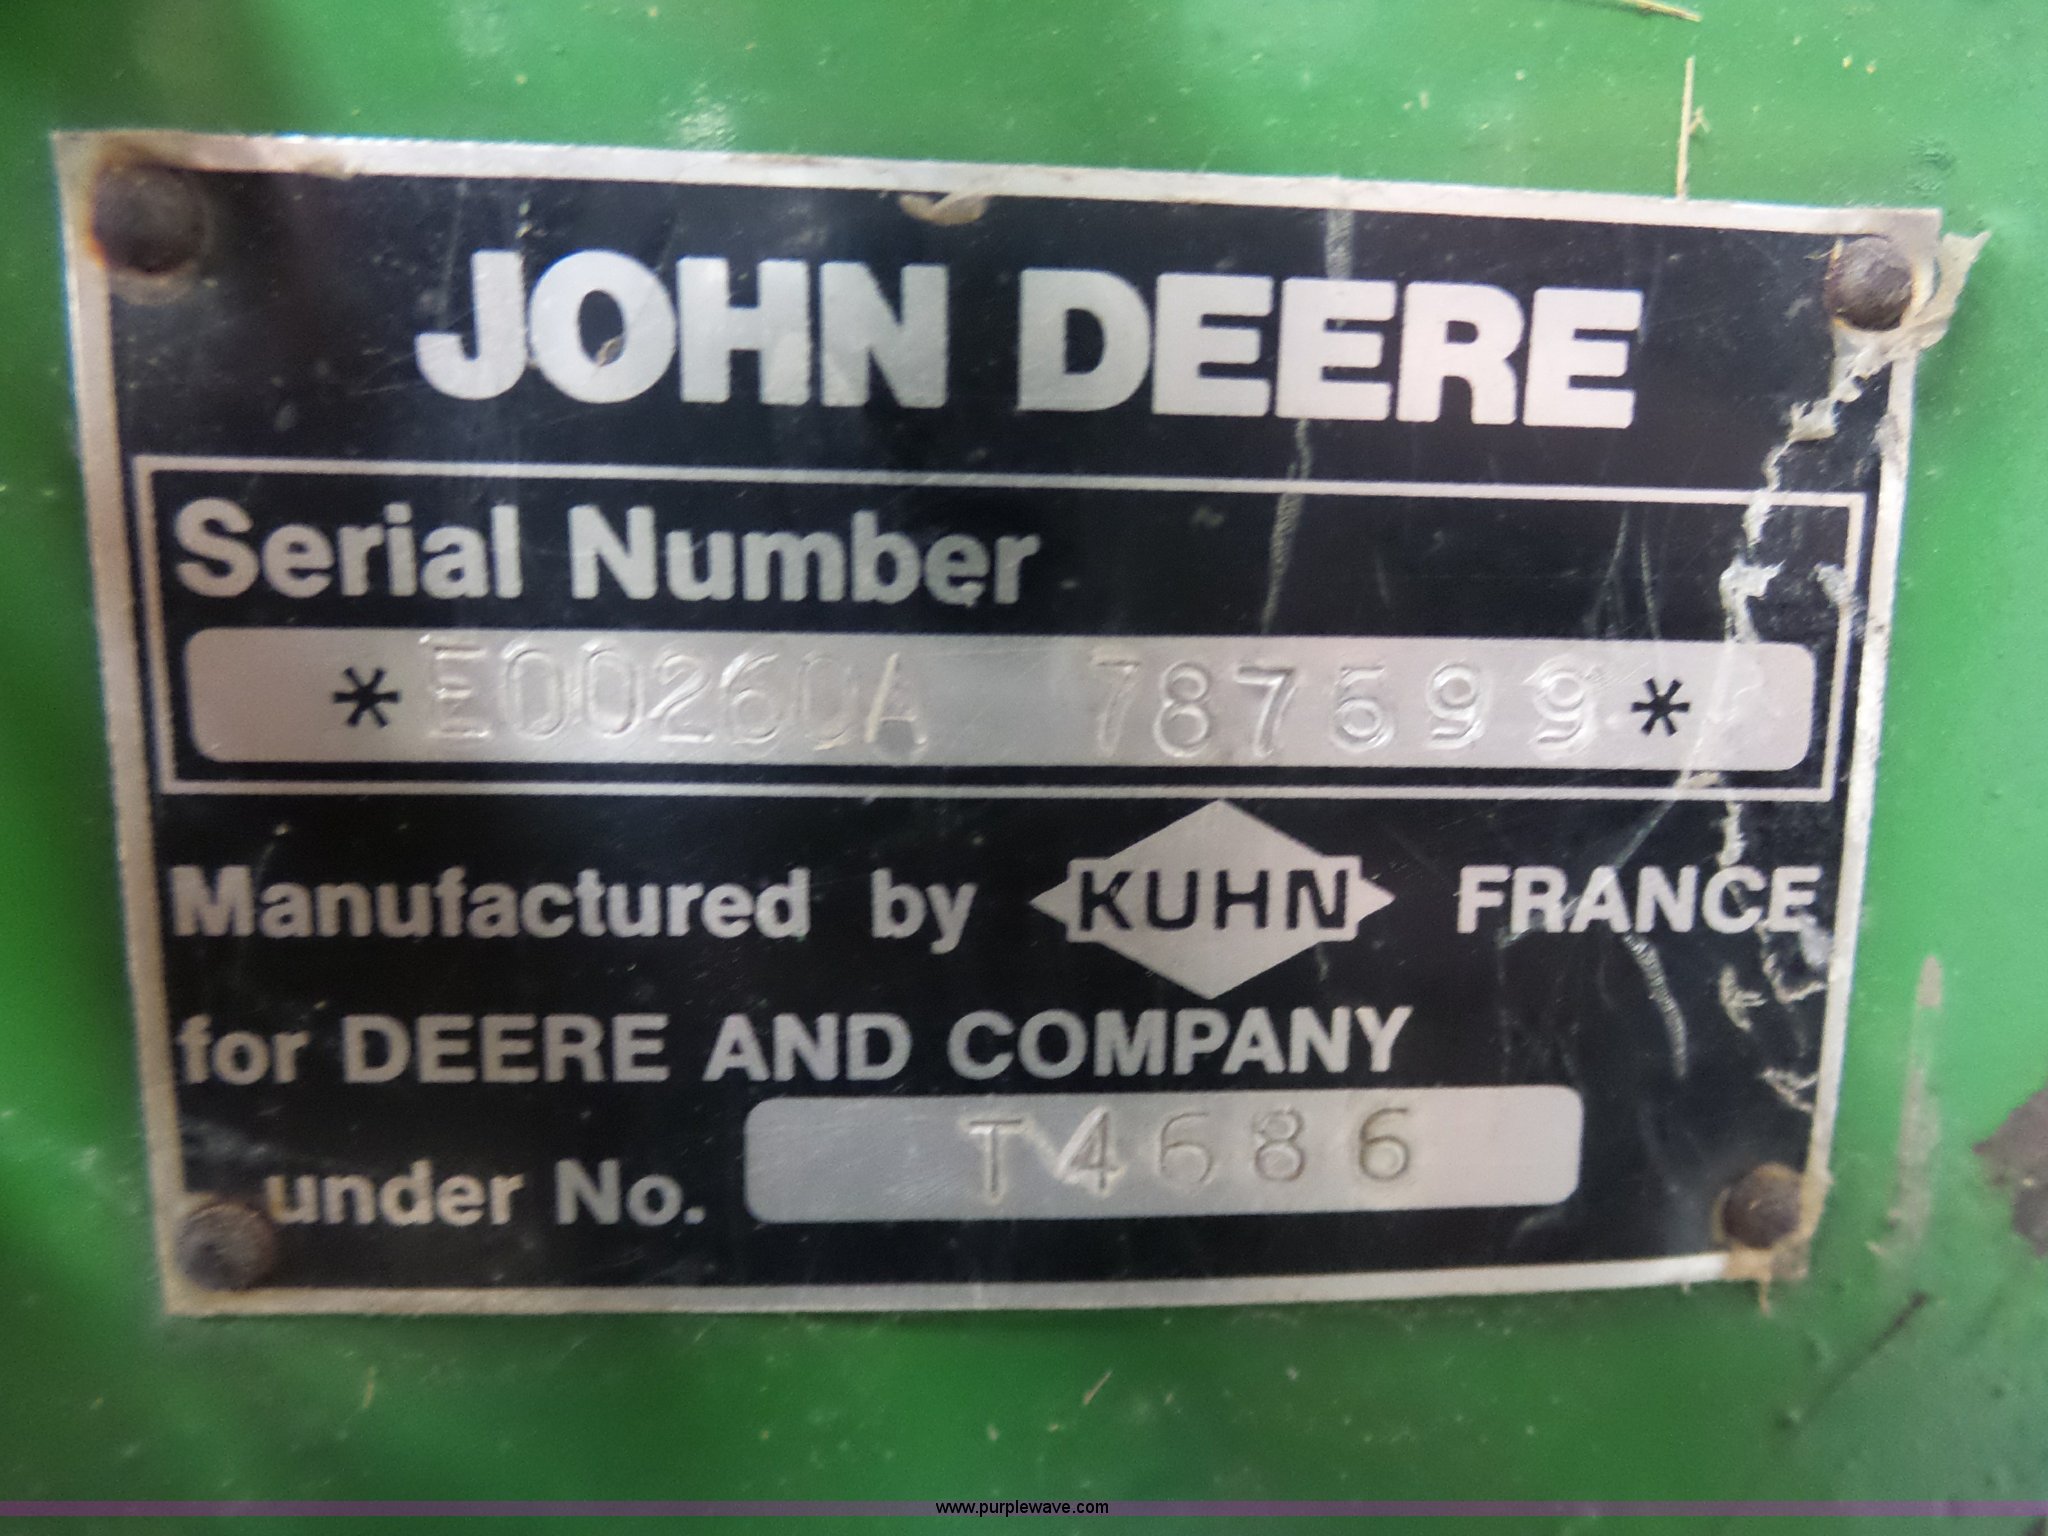 JOHN DEERE
Serial Number
*E00260A 787599*
Manufactured by KUHN FRANCE
for DEERE AND COMPANY
under No. T4686
www.purplewave.com